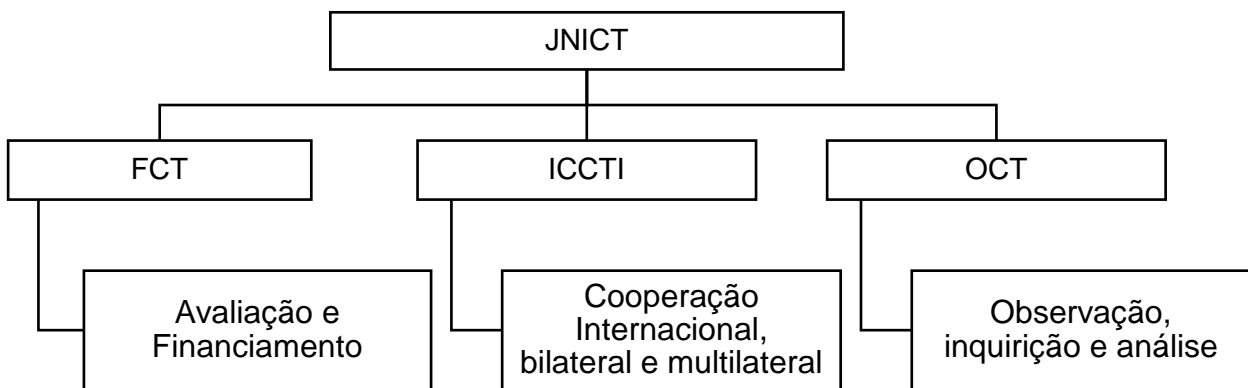 JNICT
FCT
ICCTI
OCT
Avaliação e
Financiamento
Cooperação
Internacional,
bilateral e multilateral
Observação,
inquirição e análise